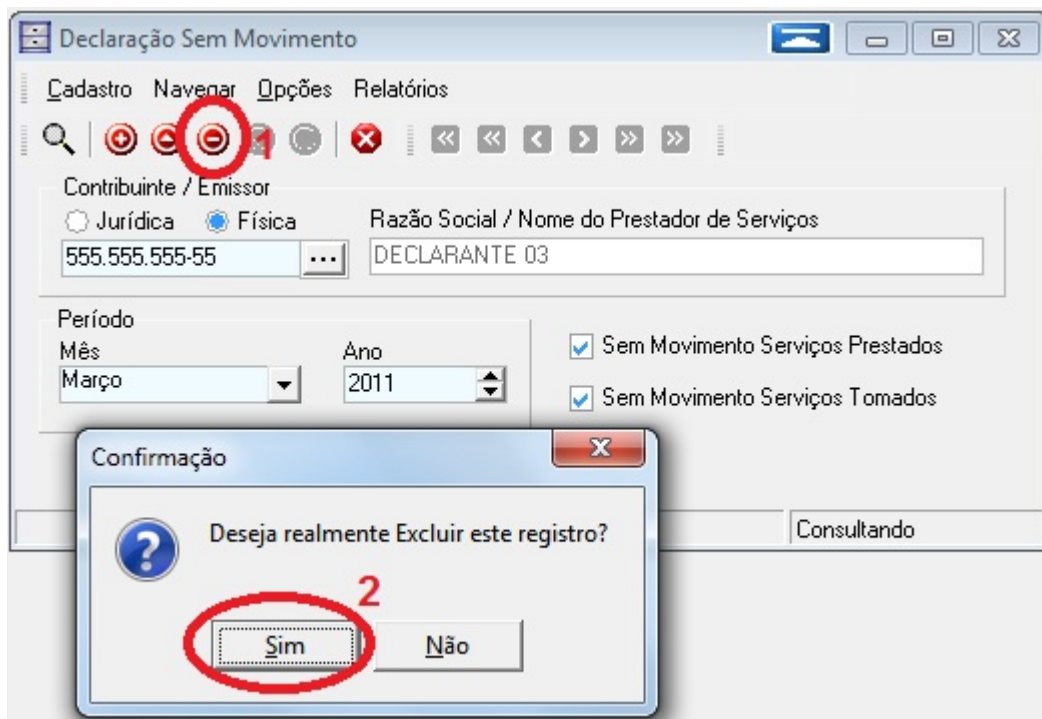 Declaração Sem Movimento
Cadastro Navegar Opções Relatórios
1
Contribuinte / Emissor
Jurídica Física Razão Social / Nome do Prestador de Serviços
555.555.555-55 ... DECLARANTE 03
Período
Mês Ano Sem Movimento Serviços Prestados
Março 2011
Sem Movimento Serviços Tomados
Confirmação
Deseja realmente Excluir este registro?
Consultando
2
Sim Não